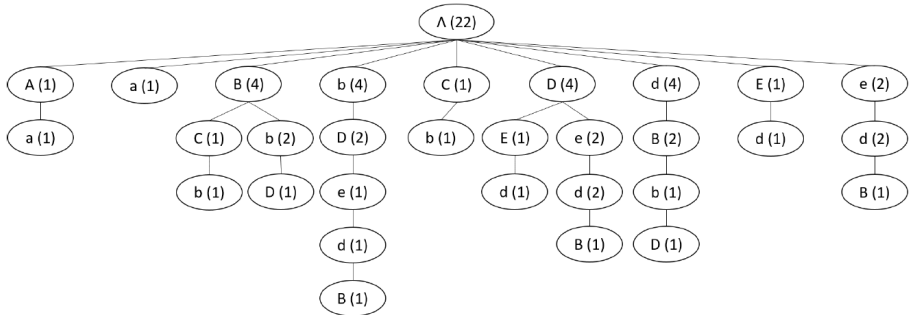 Λ (22)
A (1) a (1) B (4) b (4) C (1) D (4) d (4) E (1) e (2)
a (1) C (1) b (2) D (2) b (1) E (1) e (2) B (2) d (1) d (2)
b (1) D (1) e (1) d (1) d (2) b (1) B (1)
d (1) B (1) D (1)
B (1)